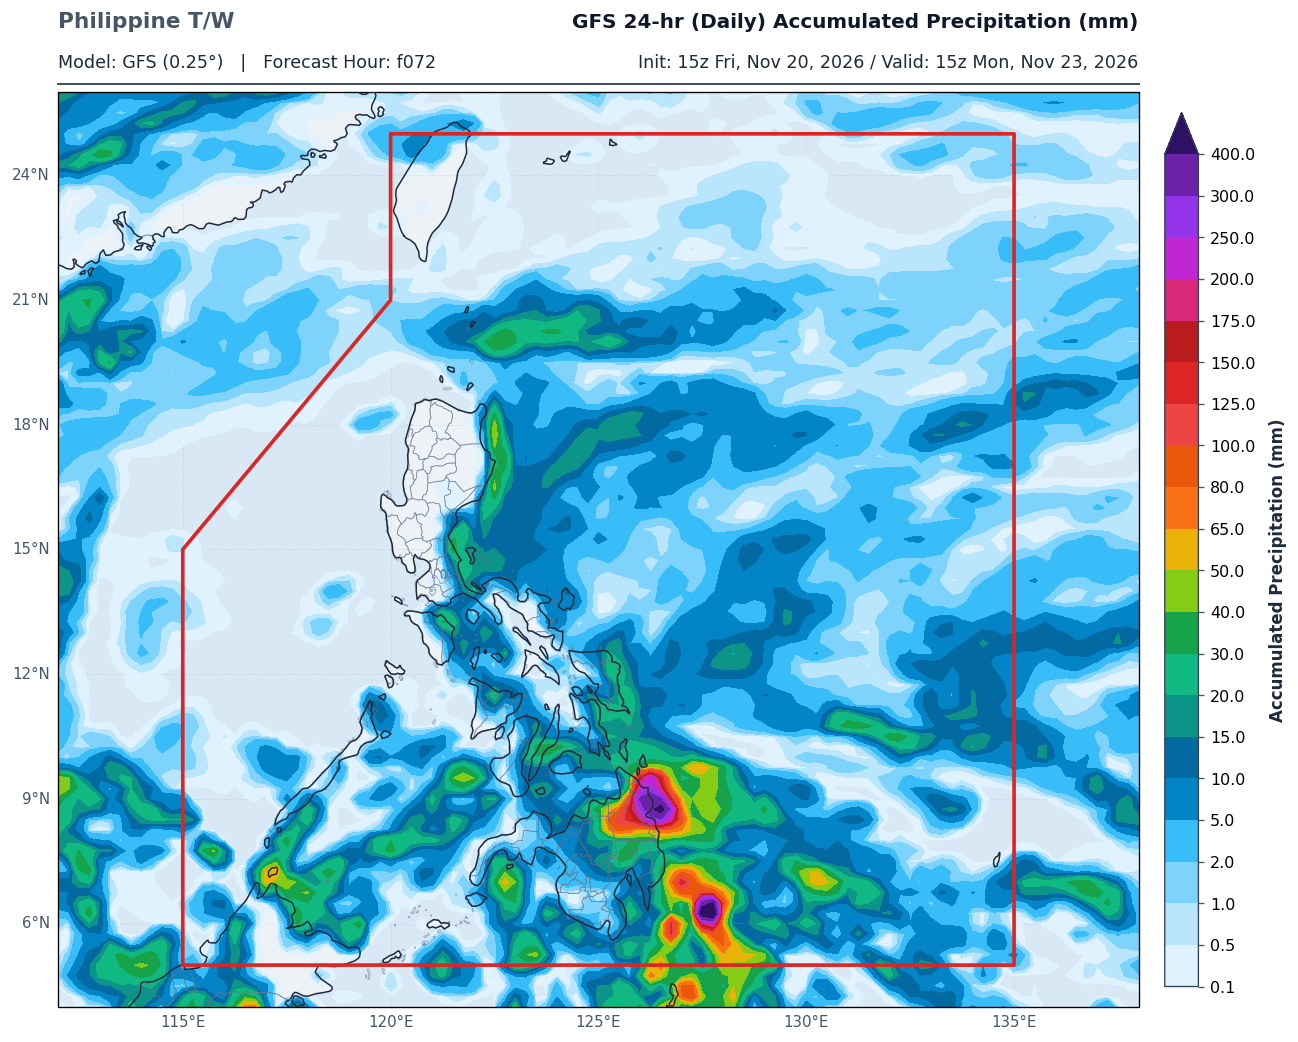 Philippine T/W
GFS 24-hr (Daily) Accumulated Precipitation (mm)
Model: GFS (0.25°) | Forecast Hour: f072
Init: 15z Fri, Nov 20, 2026 / Valid: 15z Mon, Nov 23, 2026
24°N
21°N
18°N
15°N
12°N
9°N
6°N
115°E
120°E
125°E
130°E
135°E
400.0
300.0
250.0
200.0
175.0
150.0
125.0
100.0
80.0
65.0
50.0
40.0
30.0
20.0
15.0
10.0
5.0
2.0
1.0
0.5
0.1
Accumulated Precipitation (mm)